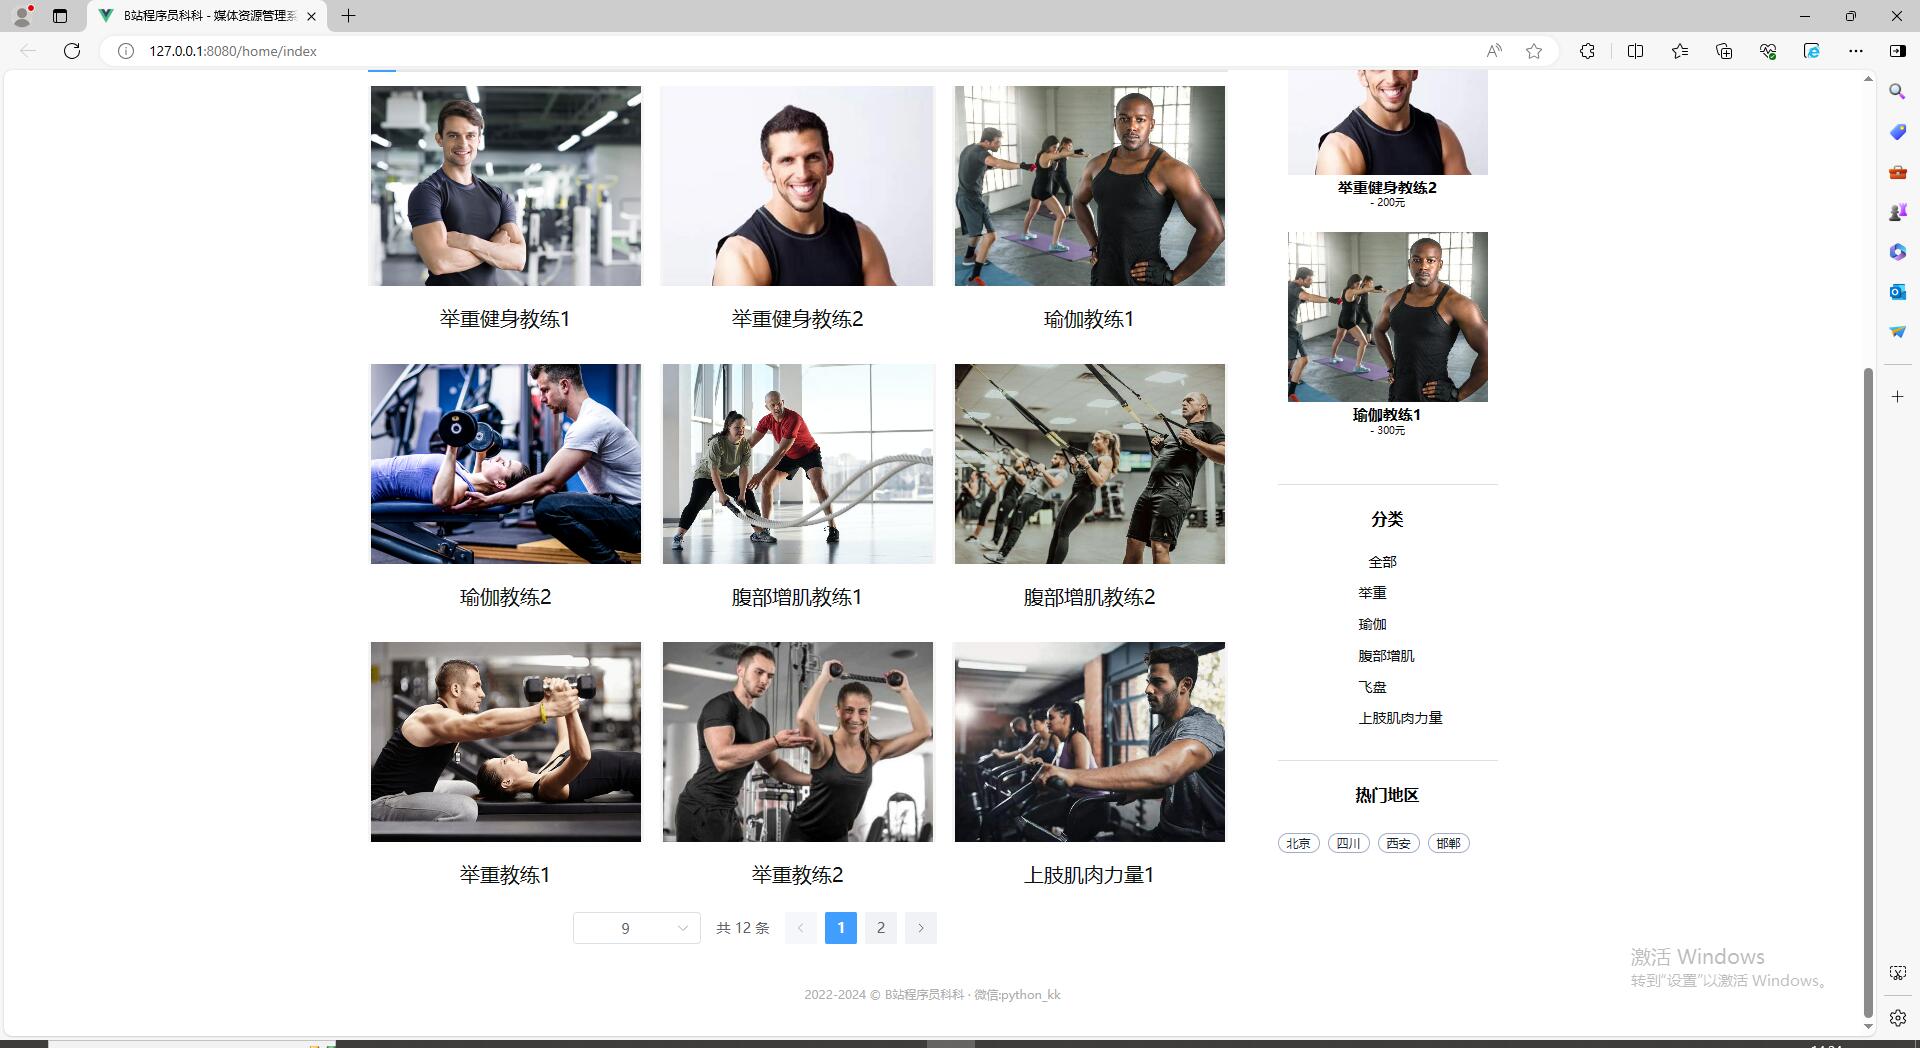 B站程序员科科 - 媒体资源管理系
127.0.0.1:8080/home/index
举重健身教练1
举重健身教练2
瑜伽教练1
瑜伽教练2
腹部增肌教练1
腹部增肌教练2
举重教练1
举重教练2
上肢肌肉力量1
9
共 12 条
1
2
举重健身教练2
- 200元
瑜伽教练1
- 300元
分类
全部
举重
瑜伽
腹部增肌
飞盘
上肢肌肉力量
热门地区
北京
四川
西安
邯郸
激活 Windows
转到“设置”以激活 Windows。
2022-2024 © B站程序员科科 · 微信:python_kk